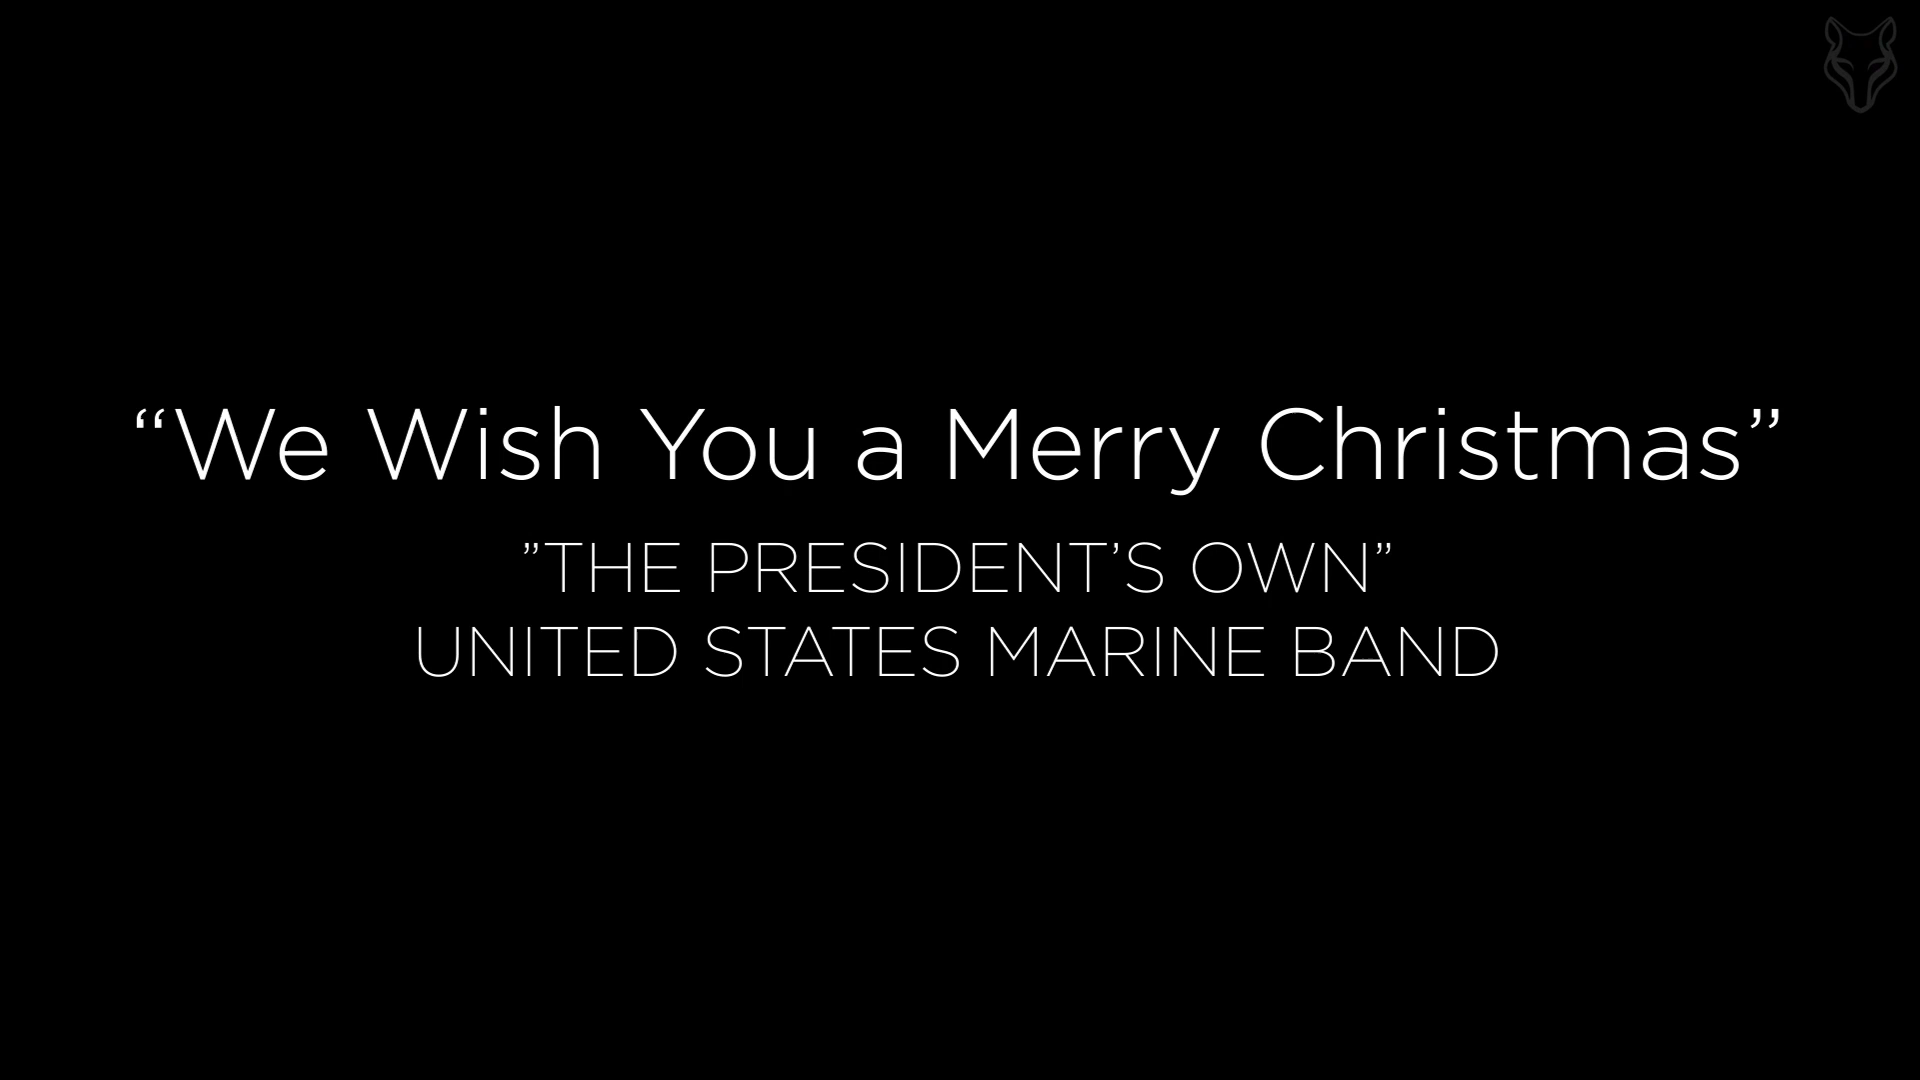 “We Wish You a Merry Christmas”
”THE PRESIDENT’S OWN”
UNITED STATES MARINE BAND